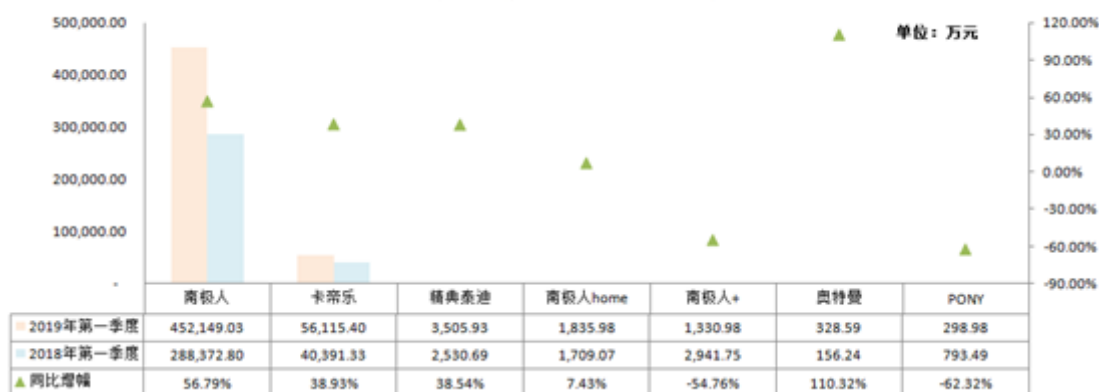 单位：万元
500,000.00
400,000.00
300,000.00
200,000.00
100,000.00
-
120.00%
90.00%
60.00%
30.00%
0.00%
-30.00%
-60.00%
-90.00%
南极人 卡帝乐 精典泰迪 南极人home 南极人+ 奥特曼 PONY
2019年第一季度 452,149.03 56,115.40 3,505.93 1,835.98 1,330.98 328.59 298.98
2018年第一季度 288,372.80 40,391.33 2,530.69 1,709.07 2,941.75 156.24 793.49
同比增幅 56.79% 38.93% 38.54% 7.43% -54.76% 110.32% -62.32%